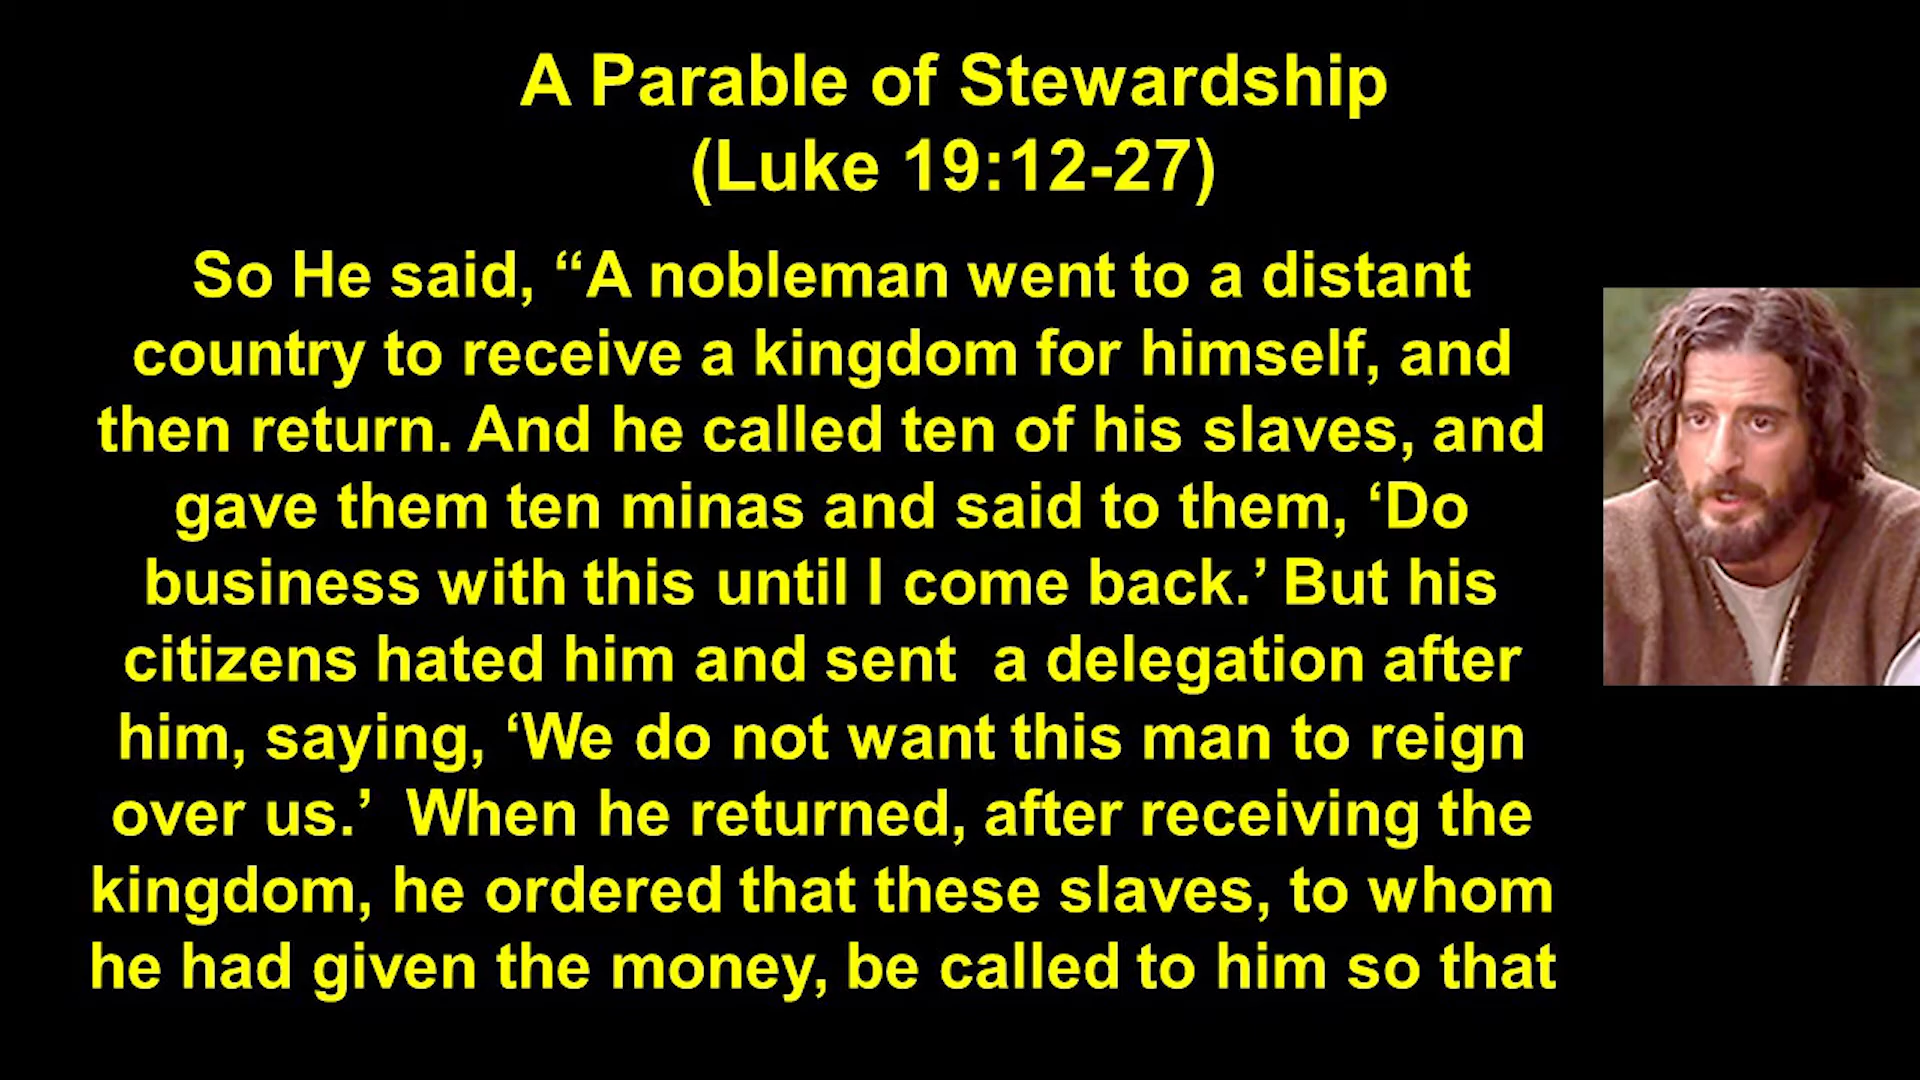 A Parable of Stewardship
(Luke 19:12-27)
So He said, “A nobleman went to a distant
country to receive a kingdom for himself, and
then return. And he called ten of his slaves, and
gave them ten minas and said to them, ‘Do
business with this until I come back.’ But his
citizens hated him and sent  a delegation after
him, saying, ‘We do not want this man to reign
over us.’  When he returned, after receiving the
kingdom, he ordered that these slaves, to whom
he had given the money, be called to him so that